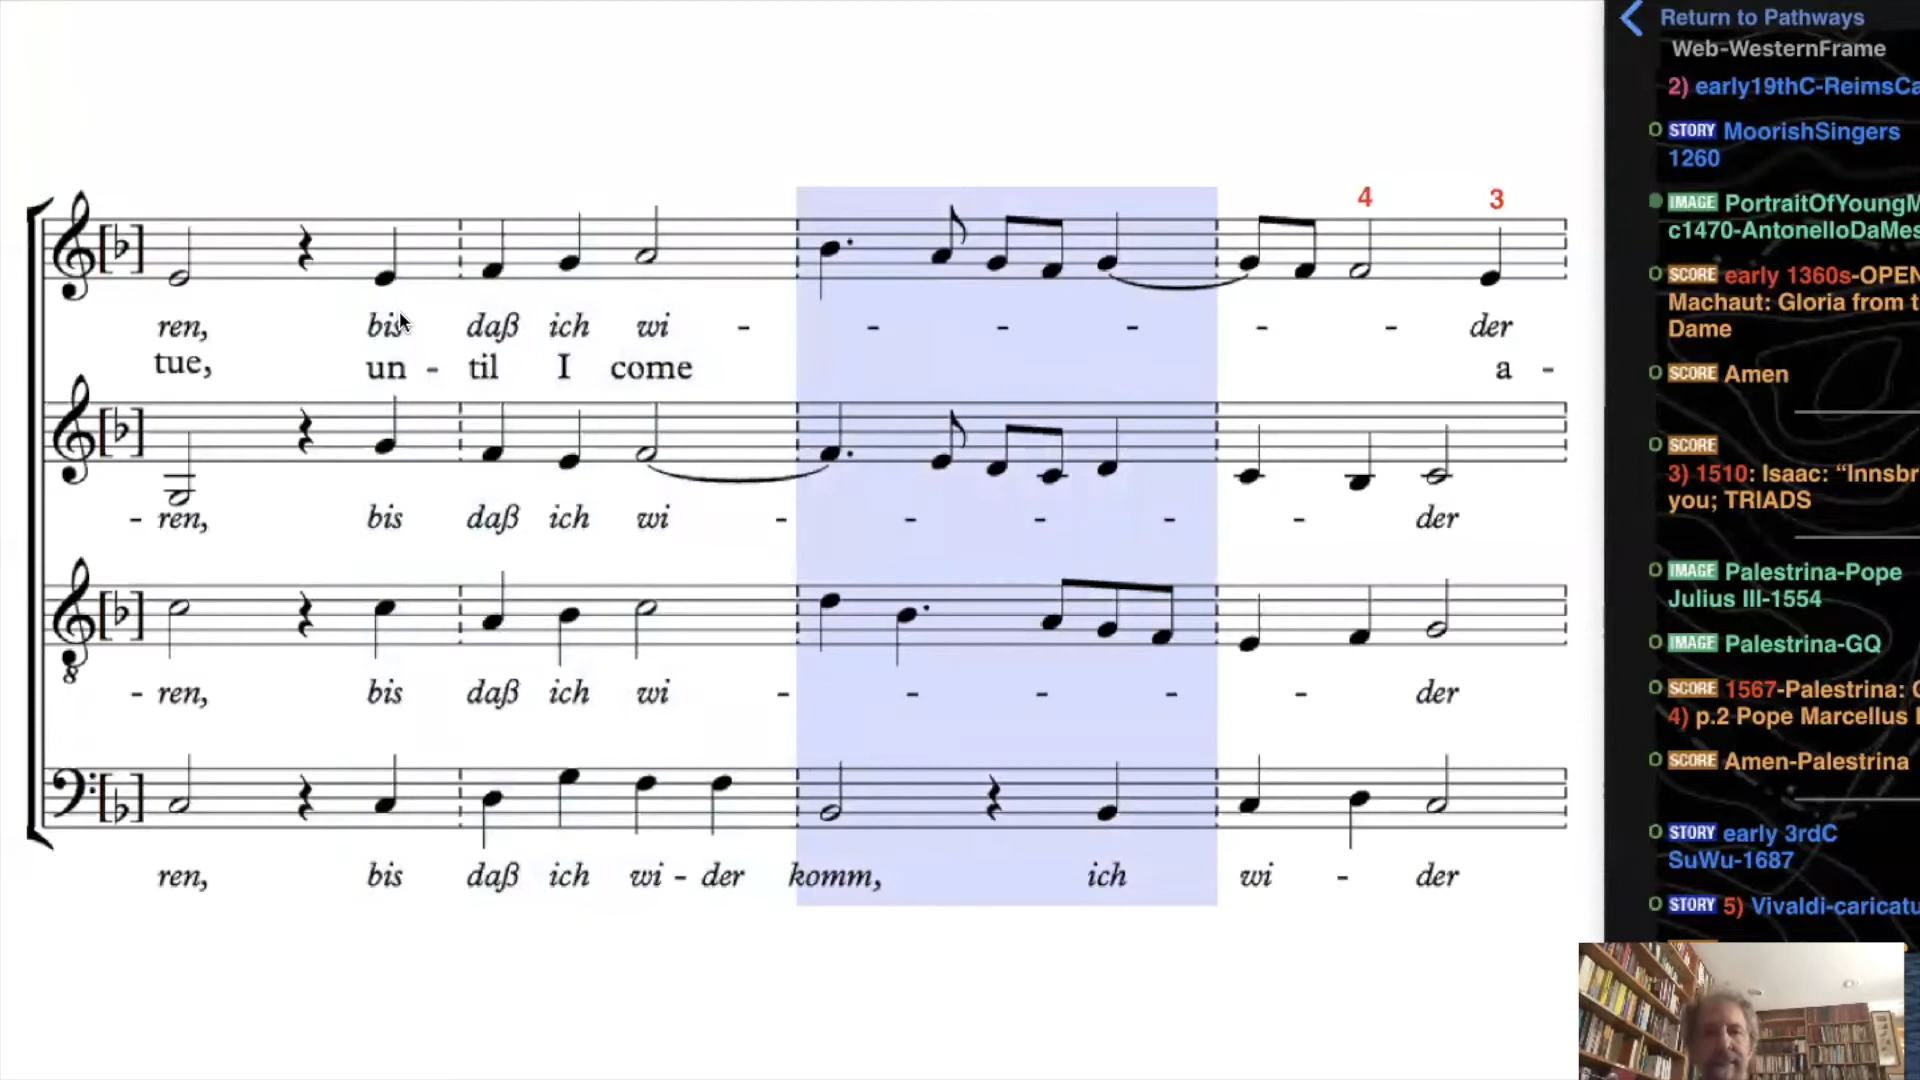 4 3
ren, bis daß ich wi - - - - - - der
tue, un - til I come a -
- ren, bis daß ich wi - - - - - der
8
- ren, bis daß ich wi - - - - - der
ren, bis daß ich wi - der komm, ich wi - der
Return to Pathways
Web-WesternFrame
2) early19thC-ReimsCa
STORY MoorishSingers
1260
IMAGE PortraitOfYoungM
c1470-AntonelloDaMes
SCORE early 1360s-OPEN
Machaut: Gloria from t
Dame
SCORE Amen
SCORE
3) 1510: Isaac: “Innsbr
you; TRIADS
IMAGE Palestrina-Pope
Julius III-1554
IMAGE Palestrina-GQ
SCORE 1567-Palestrina:
4) p.2 Pope Marcellus
SCORE Amen-Palestrina
STORY early 3rdC
SuWu-1687
STORY 5) Vivaldi-caricatu